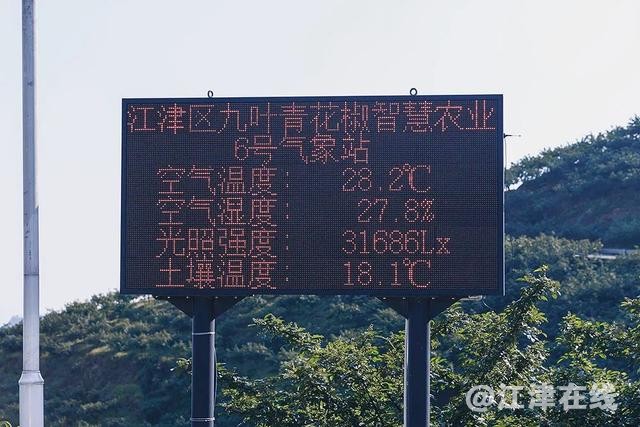 江津区九叶青花椒智慧农业
6号气象站
空气温度： 28.2℃
空气湿度： 27.8%
光照强度： 31686Lx
土壤温度： 18.1℃
@江津在线